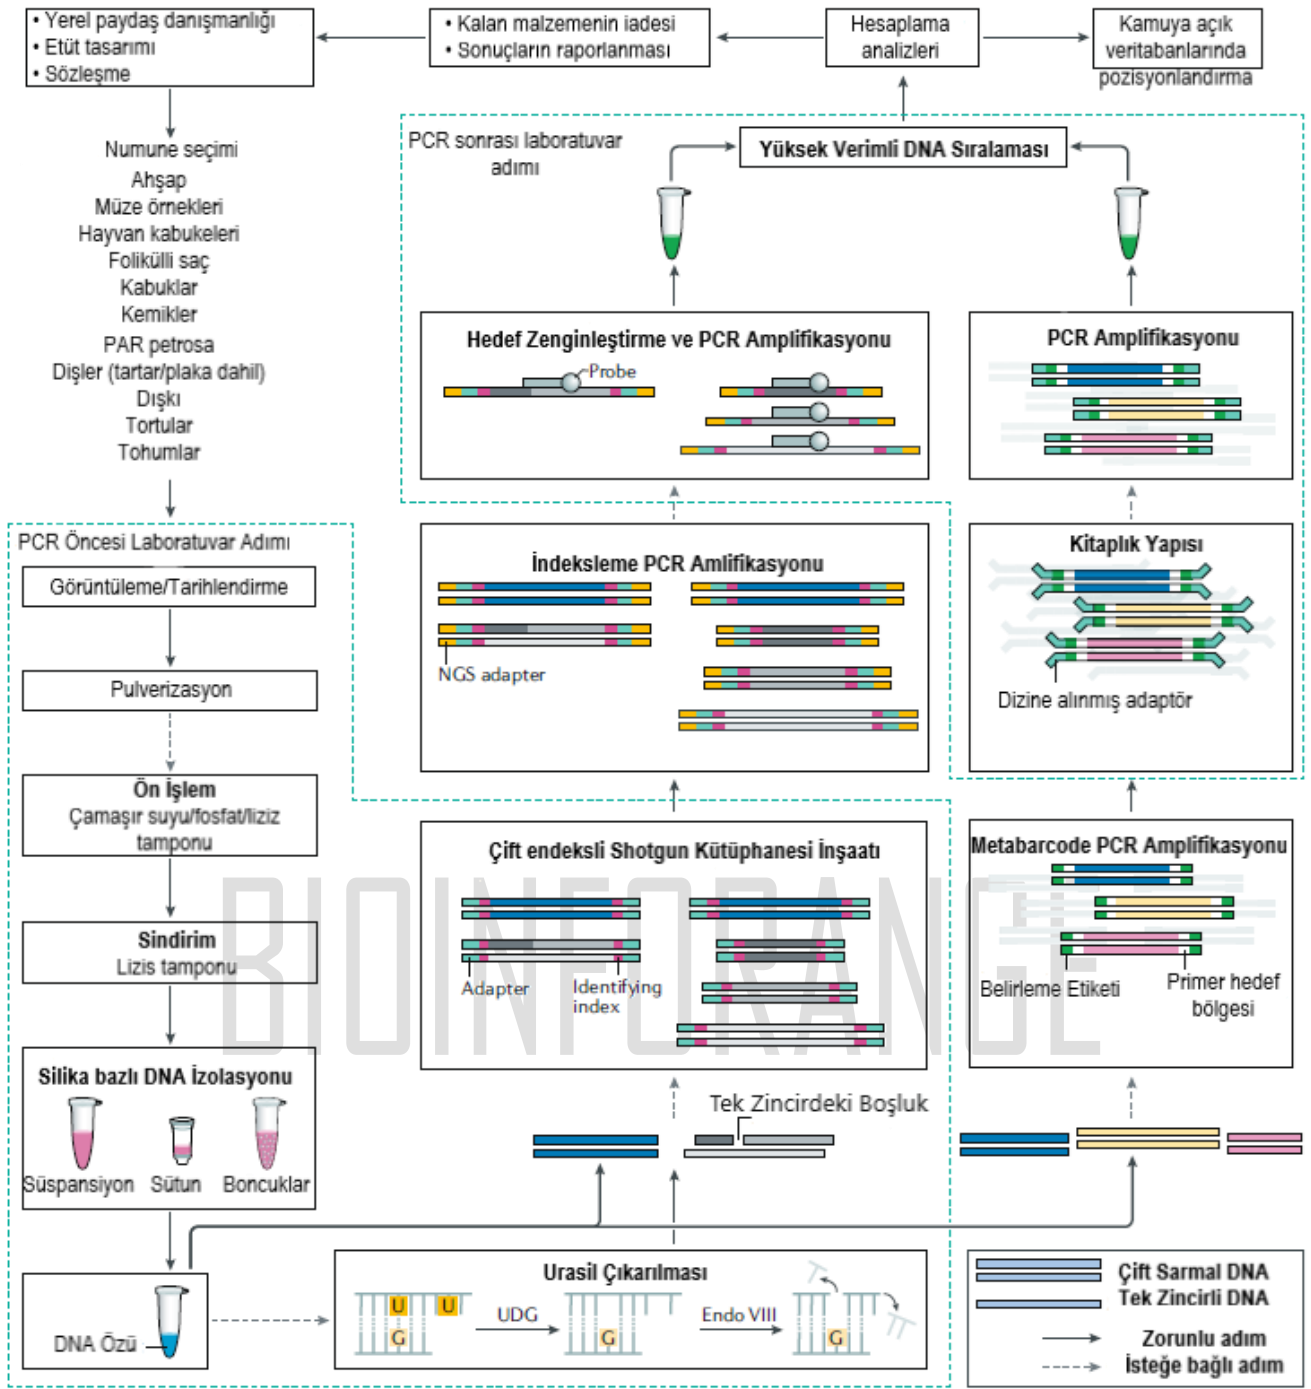 • Yerel paydaş danışmanlığı
• Etüt tasarımı
• Sözleşme
• Kalan malzemenin iadesi
• Sonuçların raporlanması
Hesaplama
analizleri
Kamuya açık
veritabanlarında
pozisyonlandırma
Numune seçimi
Ahşap
Müze örnekleri
Hayvan kabukeleri
Folikülli saç
Kabuklar
Kemikler
PAR petrosa
Dişler (tartar/plaka dahil)
Dışkı
Tortular
Tohumlar
PCR sonrası laboratuvar
adımı
Yüksek Verimli DNA Sıralaması
Hedef Zenginleştirme ve PCR Amplifikasyonu
Probe
PCR Amplifikasyonu
PCR Öncesi Laboratuvar Adımı
Görüntüleme/Tarihlendirme
Pulverizasyon
Ön İşlem
Çamaşır suyu/fosfat/liziz
tamponu
Sindirim
Lizis tamponu
Silika bazlı DNA İzolasyonu
Süspansiyon
Sütun
Boncuklar
DNA Özü
İndeksleme PCR Amlifikasyonu
NGS adapter
Kitaplık Yapısı
Dizine alınmış adaptör
Çift endeksli Shotgun Kütüphanesi İnşaatı
Adapter
Identifying
index
Metabarcode PCR Amplifikasyonu
Belirleme Etiketi
Primer hedef
bölgesi
BIOINFORANGE
Tek Zincirdeki Boşluk
Urasil Çıkarılması
U
U
G
UDG
G
Endo VIII
G
Çift Sarmal DNA
Tek Zincirli DNA
Zorunlu adım
İsteğe bağlı adım